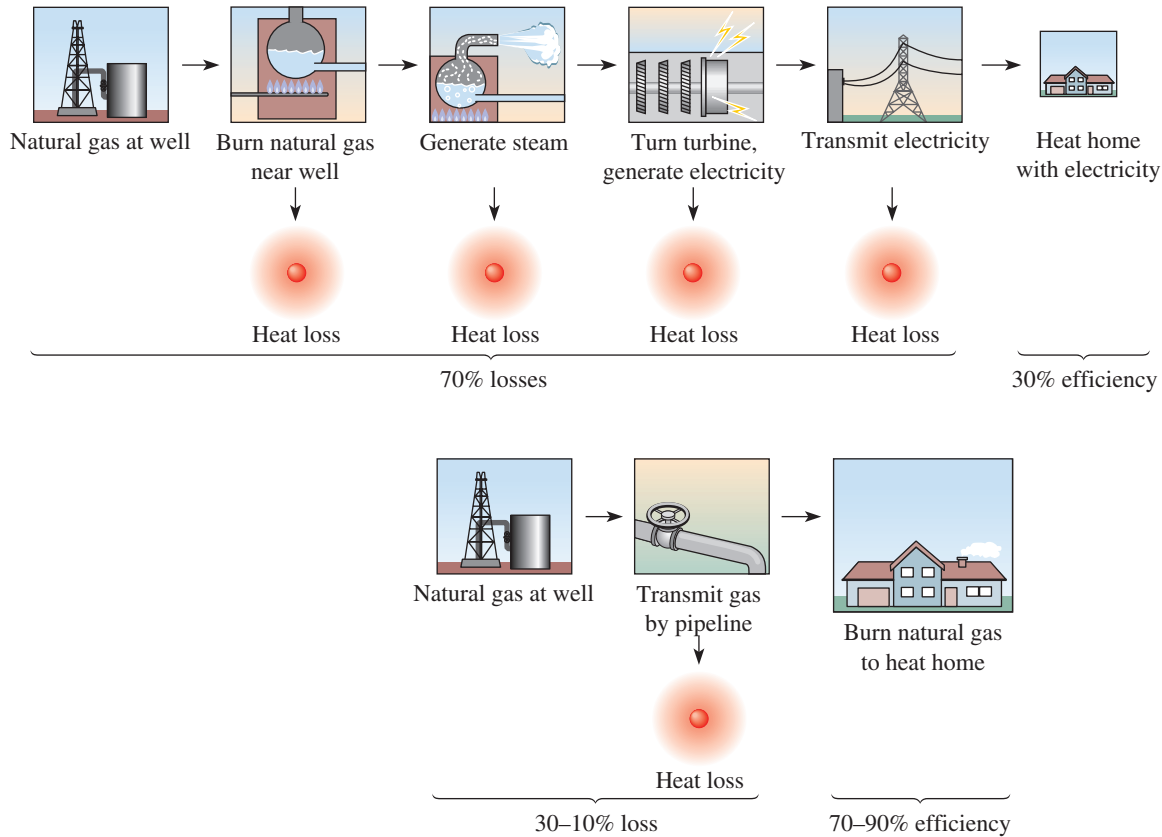 Natural gas at well
Burn natural gas
near well
Generate steam
Turn turbine,
generate electricity
Transmit electricity
Heat home
with electricity
Heat loss
Heat loss
Heat loss
Heat loss
70% losses
30% efficiency
Natural gas at well
Transmit gas
by pipeline
Burn natural gas
to heat home
Heat loss
30–10% loss
70–90% efficiency